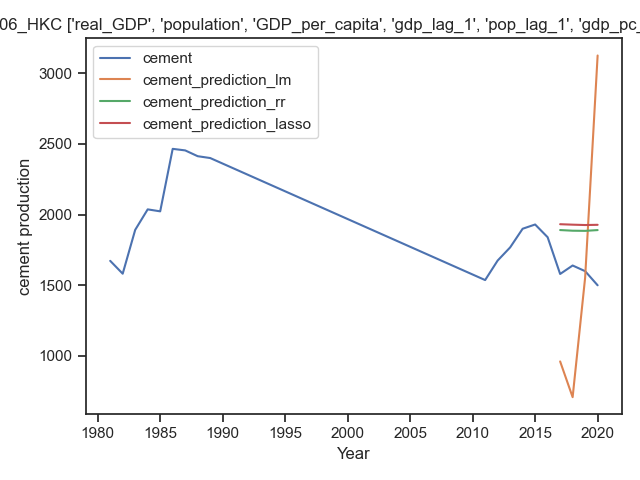 06_HKC ['real_GDP', 'population', 'GDP_per_capita', 'gdp_lag_1', 'pop_lag_1', 'gdp_pc_
cement
cement_prediction_lm
cement_prediction_rr
cement_prediction_lasso
cement production
3000
2500
2000
1500
1000
1980 1985 1990 1995 2000 2005 2010 2015 2020
Year